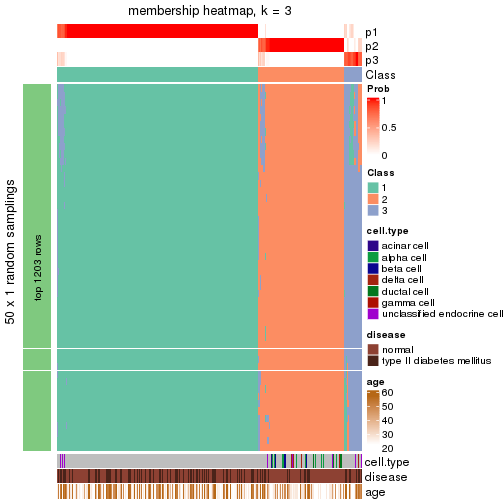 membership heatmap, k = 3
p1
p2
p3
Class
50 x 1 random samplings
top 1203 rows
Prob
1
0.5
0
Class
1
2
3
cell.type
acinar cell
alpha cell
beta cell
delta cell
ductal cell
gamma cell
unclassified endocrine cell
disease
normal
type II diabetes mellitus
age
60
50
40
30
20
cell.type
disease
age